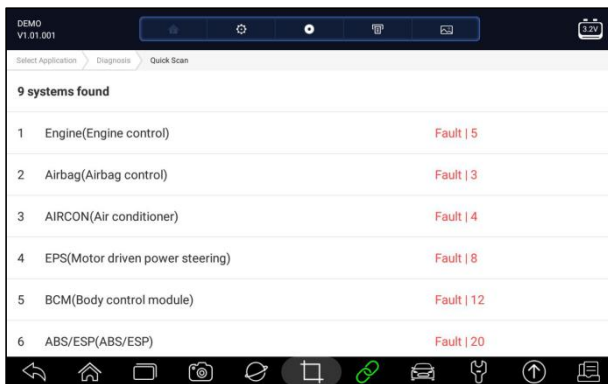 DEMO
V1.01.001
3.2V
Select Application Diagnosis Quick Scan
9 systems found
1 Engine(Engine control) Fault | 5
2 Airbag(Airbag control) Fault | 3
3 AIRCON(Air conditioner) Fault | 4
4 EPS(Motor driven power steering) Fault | 8
5 BCM(Body control module) Fault | 12
6 ABS/ESP(ABS/ESP) Fault | 20